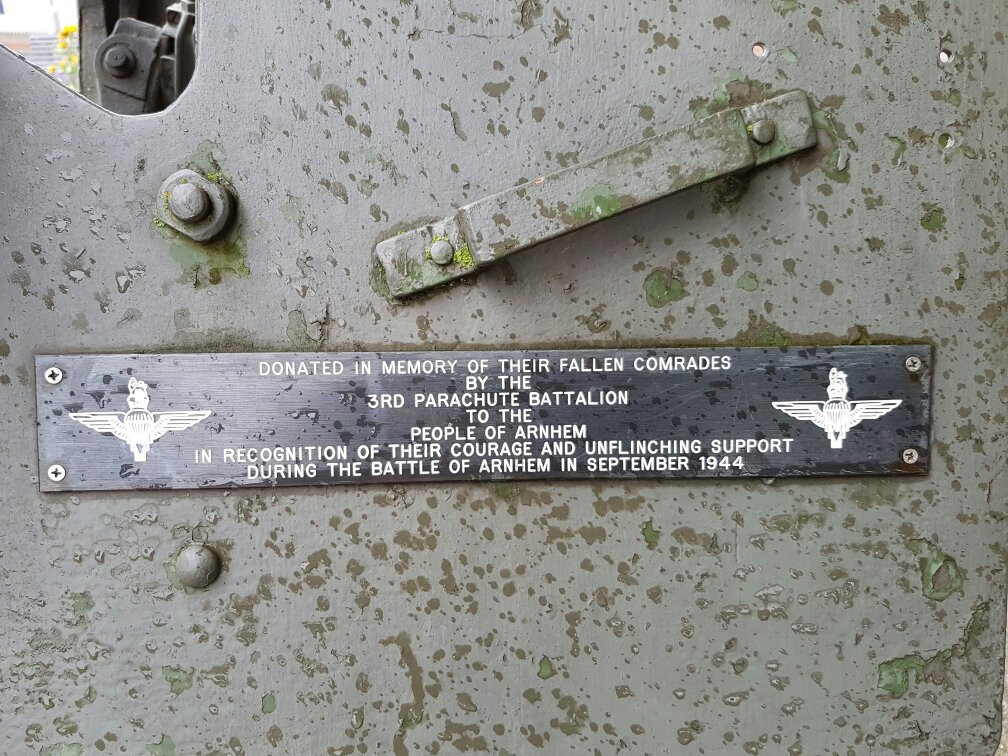 DONATED IN MEMORY OF THEIR FALLEN COMRADES
BY THE
3RD PARACHUTE BATTALION
TO THE
PEOPLE OF ARNHEM
IN RECOGNITION OF THEIR COURAGE AND UNFLINCHING SUPPORT
DURING THE BATTLE OF ARNHEM IN SEPTEMBER 1944